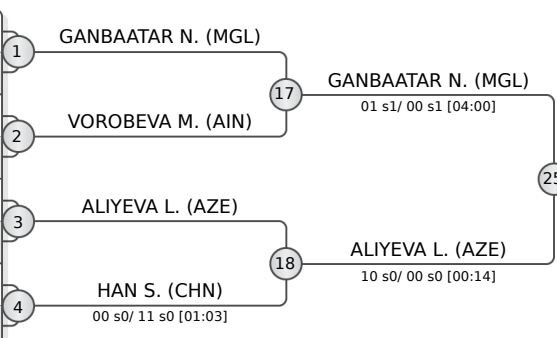 GANBAATAR N. (MGL)
1
GANBAATAR N. (MGL)
17
01 s1/ 00 s1 [04:00]
VOROBEVA M. (AIN)
2
25
ALIYEVA L. (AZE)
3
ALIYEVA L. (AZE)
18
10 s0/ 00 s0 [00:14]
HAN S. (CHN)
4
00 s0/ 11 s0 [01:03]